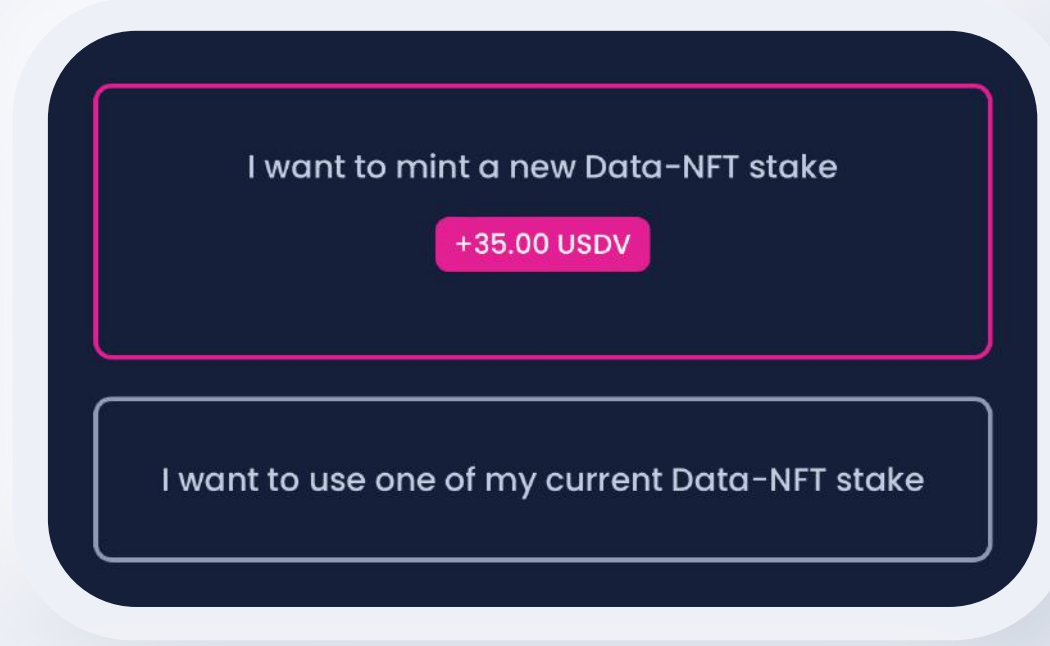 I want to mint a new Data-NFT stake
+35.00 USDV
I want to use one of my current Data-NFT stake